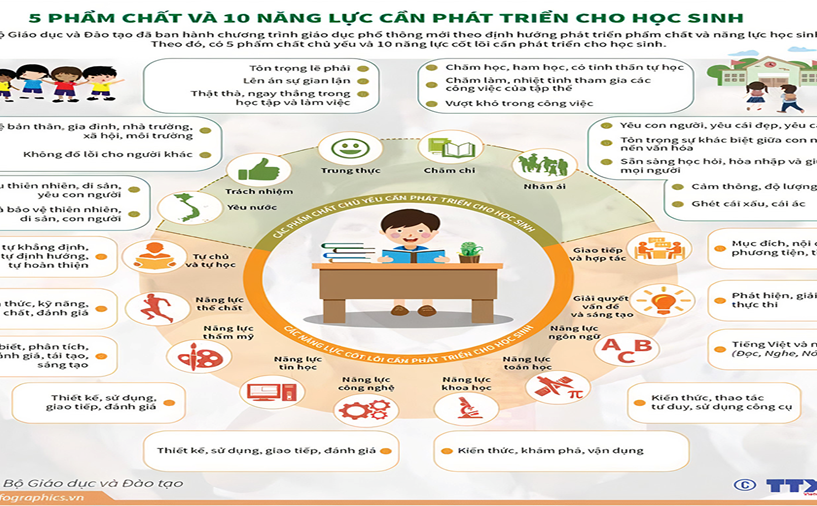 5 PHẨM CHẤT VÀ 10 NĂNG LỰC CẦN PHÁT TRIỂN CHO HỌC SINH
Giáo dục và Đào tạo đã ban hành chương trình giáo dục phổ thông mới theo định hướng phát triển phẩm chất và năng lực học sinh
Theo đó, có 5 phẩm chất chủ yếu và 10 năng lực cốt lõi cần phát triển cho học sinh.
Tôn trọng lẽ phải
Lên án sự gian lận
Thật thà, ngay thẳng trong
học tập và làm việc
Chăm học, ham học, có tinh thần tự học
Chăm làm, nhiệt tình tham gia các
công việc của tập thể
Vượt khó trong công việc
bản thân, gia đình, nhà trường,
xã hội, môi trường
Không đổ lỗi cho người khác
Yêu con người, yêu cái đẹp, yêu
Tôn trọng sự khác biệt giữa con
nền văn hóa
Sẵn sàng học hỏi, hòa nhập và
mọi người
thiên nhiên, di sản,
yêu con người
bảo vệ thiên nhiên,
di sản, con người
Cảm thông, độ lượng
Ghét cái xấu, cái ác
Trách nhiệm
Trung thực
Chăm chỉ
Nhân ái
Yêu nước
CÁC PHẨM CHẤT CHỦ YẾU CẦN PHÁT TRIỂN CHO HỌC SINH
tự khẳng định,
tự định hướng,
tự hoàn thiện
Tự chủ
và tự học
Giao tiếp
và hợp tác
Mục đích, nội
phương tiện,
thức, kỹ năng,
chất, đánh giá
Năng lực
thể chất
Giải quyết
vấn đề
và sáng tạo
Phát hiện, giải
thực thi
biết, phân tích,
đánh giá, tái tạo,
sáng tạo
Năng lực
thẩm mỹ
Năng lực
ngôn ngữ
A B C
Tiếng Việt và
(Đọc, Nghe,
CÁC NĂNG LỰC CỐT LÕI CẦN PHÁT TRIỂN CHO HỌC SINH
Thiết kế, sử dụng,
giao tiếp, đánh giá
Năng lực
tin học
Năng lực
công nghệ
Năng lực
khoa học
Năng lực
toán học
π
Kiến thức, thao tác
tư duy, sử dụng công cụ
Thiết kế, sử dụng, giao tiếp, đánh giá
Kiến thức, khám phá, vận dụng
Bộ Giáo dục và Đào tạo
fographics.vn
© TTX